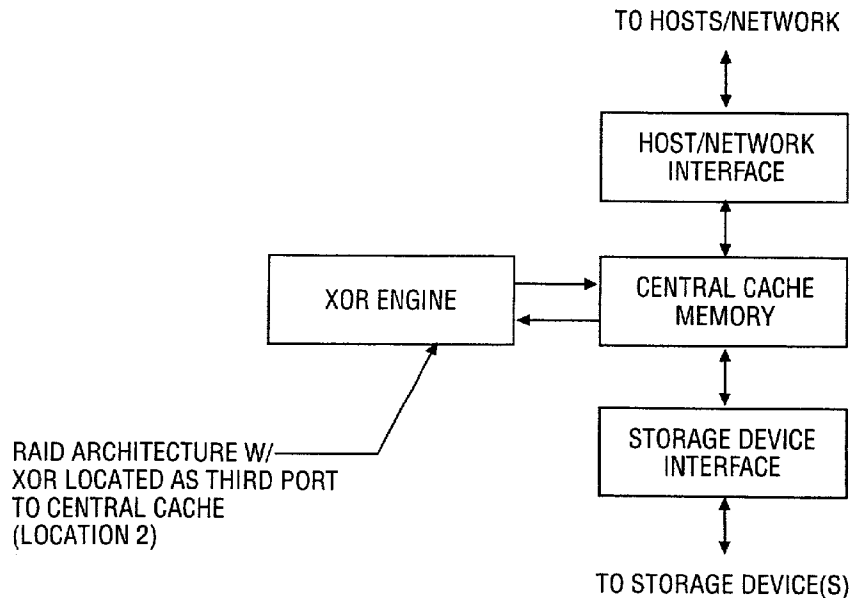 TO HOSTS/NETWORK
HOST/NETWORK
INTERFACE
XOR ENGINE
CENTRAL CACHE
MEMORY
RAID ARCHITECTURE W/
XOR LOCATED AS THIRD PORT
TO CENTRAL CACHE
(LOCATION 2)
STORAGE DEVICE
INTERFACE
TO STORAGE DEVICE(S)